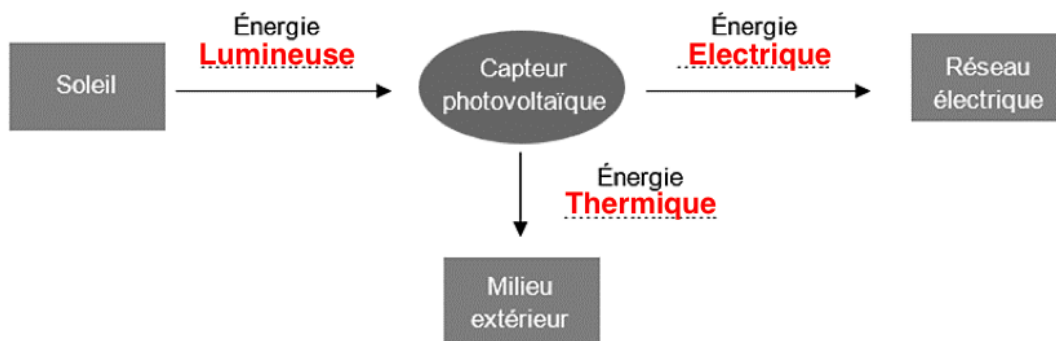 Énergie
Lumineuse
Énergie
Electrique
Soleil
Capteur
photovoltaïque
Réseau
électrique
Énergie
Thermique
Milieu
extérieur